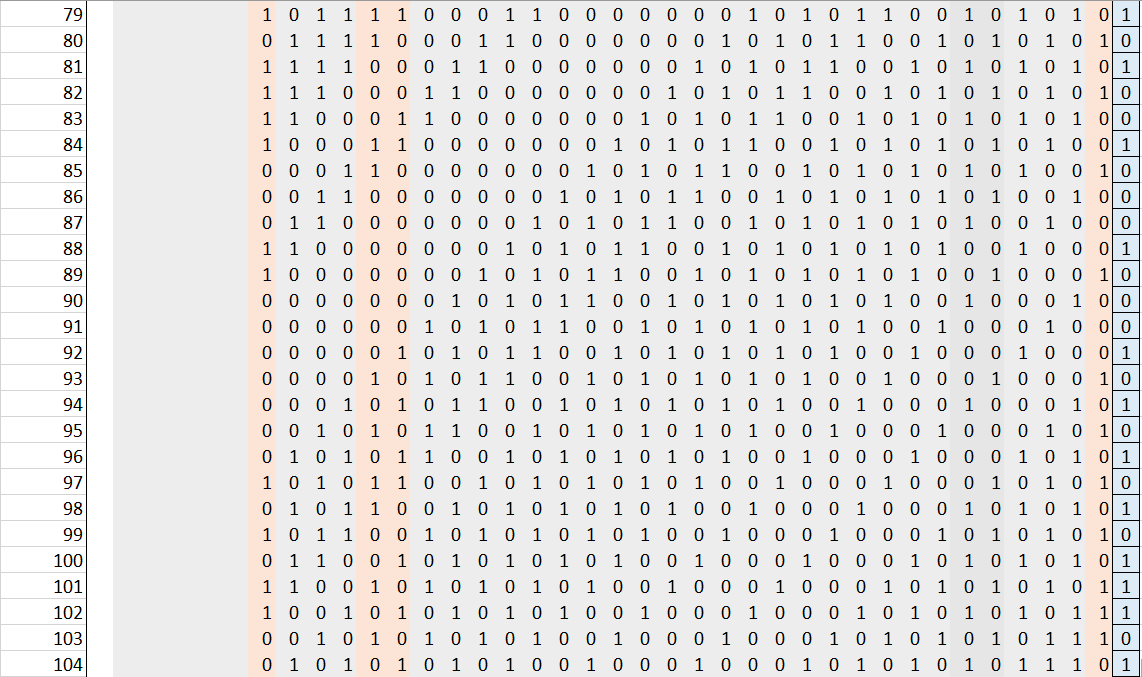 79 1 0 1 1 1 1 0 0 0 1 1 0 0 0 0 0 0 0 1 0 1 0 1 1 0 0 1 0 1 0 1 0 1
80 0 1 1 1 1 0 0 0 1 1 0 0 0 0 0 0 0 1 0 1 0 1 1 0 0 1 0 1 0 1 0 1 0
81 1 1 1 1 0 0 0 1 1 0 0 0 0 0 0 0 1 0 1 0 1 1 0 0 1 0 1 0 1 0 1 0 1
82 1 1 1 0 0 0 1 1 0 0 0 0 0 0 0 1 0 1 0 1 1 0 0 1 0 1 0 1 0 1 0 1 0
83 1 1 0 0 0 1 1 0 0 0 0 0 0 0 1 0 1 0 1 1 0 0 1 0 1 0 1 0 1 0 1 0 0
84 1 0 0 0 1 1 0 0 0 0 0 0 0 1 0 1 0 1 1 0 0 1 0 1 0 1 0 1 0 1 0 0 1
85 0 0 0 1 1 0 0 0 0 0 0 0 1 0 1 0 1 1 0 0 1 0 1 0 1 0 1 0 1 0 0 1 0
86 0 0 1 1 0 0 0 0 0 0 0 1 0 1 0 1 1 0 0 1 0 1 0 1 0 1 0 1 0 0 1 0 0
87 0 1 1 0 0 0 0 0 0 0 1 0 1 0 1 1 0 0 1 0 1 0 1 0 1 0 1 0 0 1 0 0 0
88 1 1 0 0 0 0 0 0 0 1 0 1 0 1 1 0 0 1 0 1 0 1 0 1 0 1 0 0 1 0 0 0 1
89 1 0 0 0 0 0 0 0 1 0 1 0 1 1 0 0 1 0 1 0 1 0 1 0 1 0 0 1 0 0 0 1 0
90 0 0 0 0 0 0 0 1 0 1 0 1 1 0 0 1 0 1 0 1 0 1 0 1 0 0 1 0 0 0 1 0 0
91 0 0 0 0 0 0 1 0 1 0 1 1 0 0 1 0 1 0 1 0 1 0 1 0 0 1 0 0 0 1 0 0 0
92 0 0 0 0 0 1 0 1 0 1 1 0 0 1 0 1 0 1 0 1 0 1 0 0 1 0 0 0 1 0 0 0 1
93 0 0 0 0 1 0 1 0 1 1 0 0 1 0 1 0 1 0 1 0 1 0 0 1 0 0 0 1 0 0 0 1 0
94 0 0 0 1 0 1 0 1 1 0 0 1 0 1 0 1 0 1 0 1 0 0 1 0 0 0 1 0 0 0 1 0 1
95 0 0 1 0 1 0 1 1 0 0 1 0 1 0 1 0 1 0 1 0 0 1 0 0 0 1 0 0 0 1 0 1 0
96 0 1 0 1 0 1 1 0 0 1 0 1 0 1 0 1 0 1 0 0 1 0 0 0 1 0 0 0 1 0 1 0 1
97 1 0 1 0 1 1 0 0 1 0 1 0 1 0 1 0 1 0 0 1 0 0 0 1 0 0 0 1 0 1 0 1 0
98 0 1 0 1 1 0 0 1 0 1 0 1 0 1 0 1 0 0 1 0 0 0 1 0 0 0 1 0 1 0 1 0 1
99 1 0 1 1 0 0 1 0 1 0 1 0 1 0 1 0 0 1 0 0 0 1 0 0 0 1 0 1 0 1 0 1 0
100 0 1 1 0 0 1 0 1 0 1 0 1 0 1 0 0 1 0 0 0 1 0 0 0 1 0 1 0 1 0 1 0 1
101 1 1 0 0 1 0 1 0 1 0 1 0 1 0 0 1 0 0 0 1 0 0 0 1 0 1 0 1 0 1 0 1 1
102 1 0 0 1 0 1 0 1 0 1 0 1 0 0 1 0 0 0 1 0 0 0 1 0 1 0 1 0 1 0 1 1 1
103 0 0 1 0 1 0 1 0 1 0 1 0 0 1 0 0 0 1 0 0 0 1 0 1 0 1 0 1 0 1 1 1 0
104 0 1 0 1 0 1 0 1 0 1 0 0 1 0 0 0 1 0 0 0 1 0 1 0 1 0 1 0 1 1 1 0 1